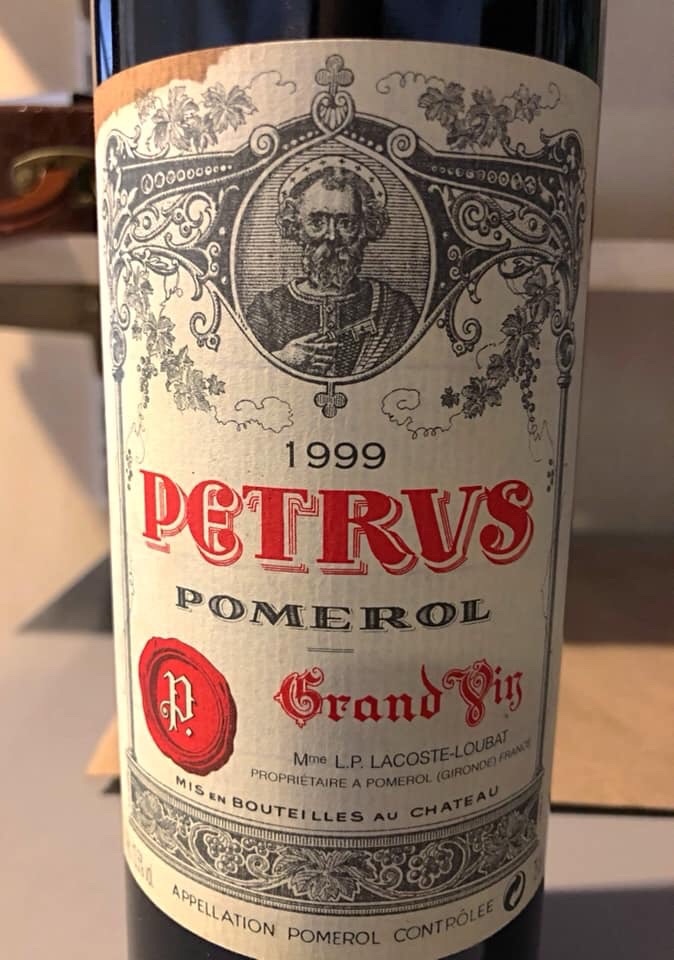 1999
PETRVS
POMEROL
P.
Grand Vin
Mme L.P. LACOSTE-LOUBAT
PROPRIÉTAIRE A POMEROL (GIRONDE) FRANCE
MIS EN BOUTEILLES AU CHATEAU
APPELLATION POMEROL CONTRÔLEE